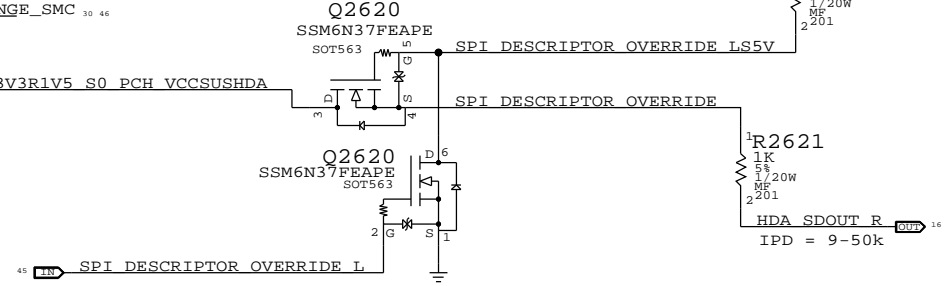 NGE_SMC 30 46
Q2620
SSM6N37FEAPE
SOT563
5
G
D
S
3
4
1/20W
MF
2 201
SPI DESCRIPTOR OVERRIDE LS5V
3V3R1V5 S0 PCH VCCSUSHDA
SPI DESCRIPTOR OVERRIDE
Q2620
SSM6N37FEAPE
SOT563
D 6
2 G
S 1
1 R2621
1K
5%
1/20W
MF
2 201
HDA SDOUT R OUT 16
IPD = 9-50k
45 IN SPI DESCRIPTOR OVERRIDE L